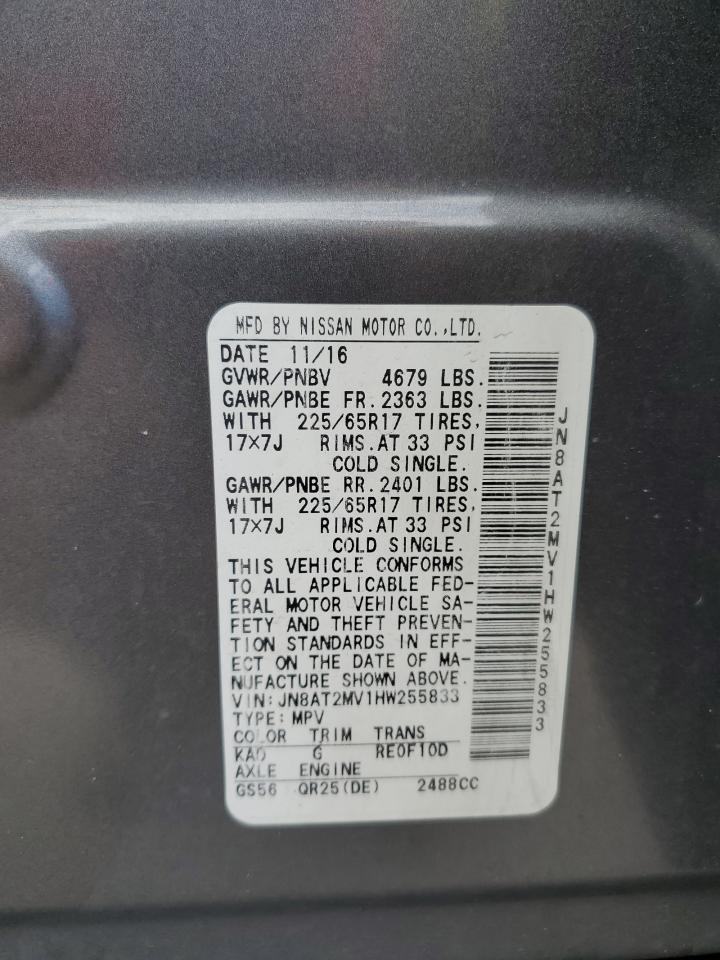 MFD BY NISSAN MOTOR CO.,LTD.
DATE 11/16
GVWR/PNBV 4679 LBS.
GAWR/PNBE FR. 2363 LBS.
WITH 225/65R17 TIRES,
17×7J RIMS.AT 33 PSI
COLD SINGLE.
GAWR/PNBE RR. 2401 LBS.
WITH 225/65R17 TIRES,
17×7J RIMS.AT 33 PSI
COLD SINGLE.
THIS VEHICLE CONFORMS
TO ALL APPLICABLE FED-
ERAL MOTOR VEHICLE SA-
FETY AND THEFT PREVEN-
TION STANDARDS IN EFF-
ECT ON THE DATE OF MA-
NUFACTURE SHOWN ABOVE.
VIN: JN8AT2MV1HW255833
TYPE: MPV
COLOR TRIM TRANS
KAD G RE0F10D
AXLE ENGINE
GS56 QR25(DE) 2488CC
JN8AT2MV1HW255833